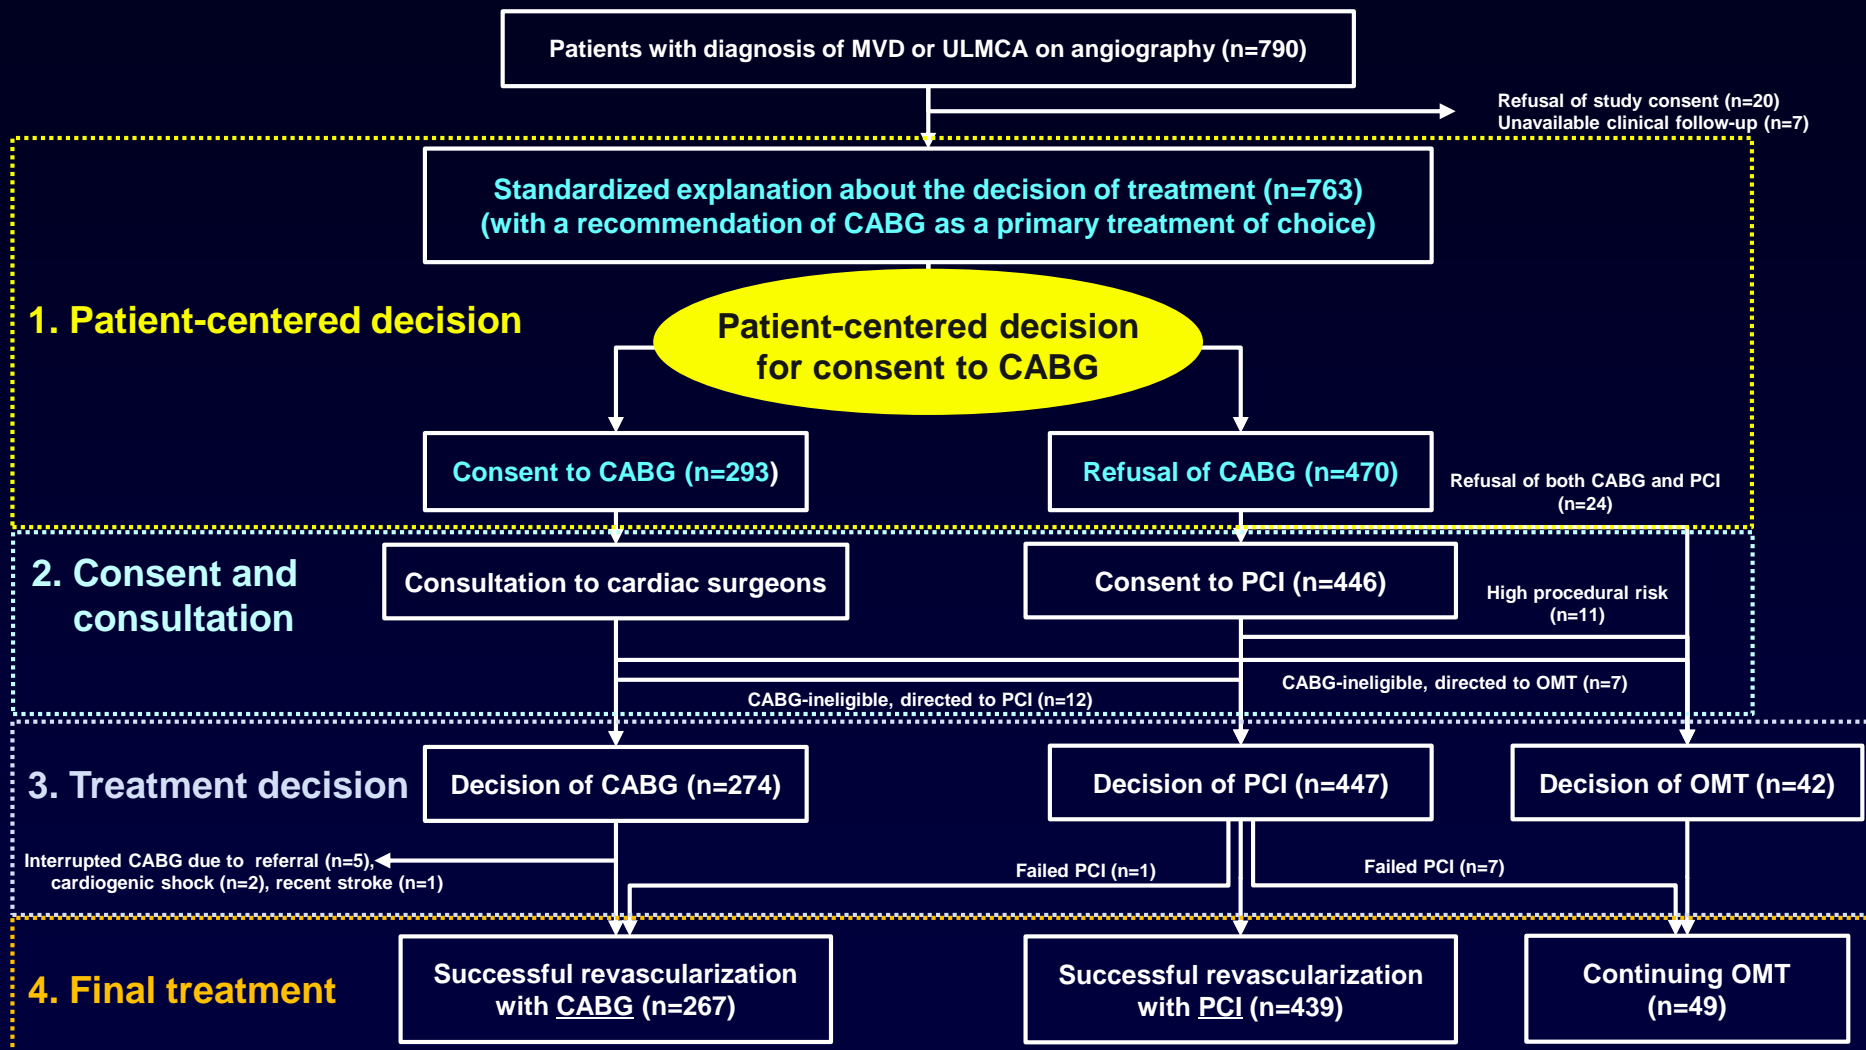 Patients with diagnosis of MVD or ULMCA on angiography (n=790)
Refusal of study consent (n=20)
Unavailable clinical follow-up (n=7)
Standardized explanation about the decision of treatment (n=763)
(with a recommendation of CABG as a primary treatment of choice)
1. Patient-centered decision
Patient-centered decision
for consent to CABG
Consent to CABG (n=293)
Refusal of CABG (n=470)
Refusal of both CABG and PCI
(n=24)
2. Consent and
consultation
Consultation to cardiac surgeons
Consent to PCI (n=446)
High procedural risk
(n=11)
CABG-ineligible, directed to OMT (n=7)
CABG-ineligible, directed to PCI (n=12)
3. Treatment decision
Decision of CABG (n=274)
Decision of PCI (n=447)
Decision of OMT (n=42)
Interrupted CABG due to referral (n=5),
cardiogenic shock (n=2), recent stroke (n=1)
Failed PCI (n=1)
Failed PCI (n=7)
4. Final treatment
Successful revascularization
with CABG (n=267)
Successful revascularization
with PCI (n=439)
Continuing OMT
(n=49)